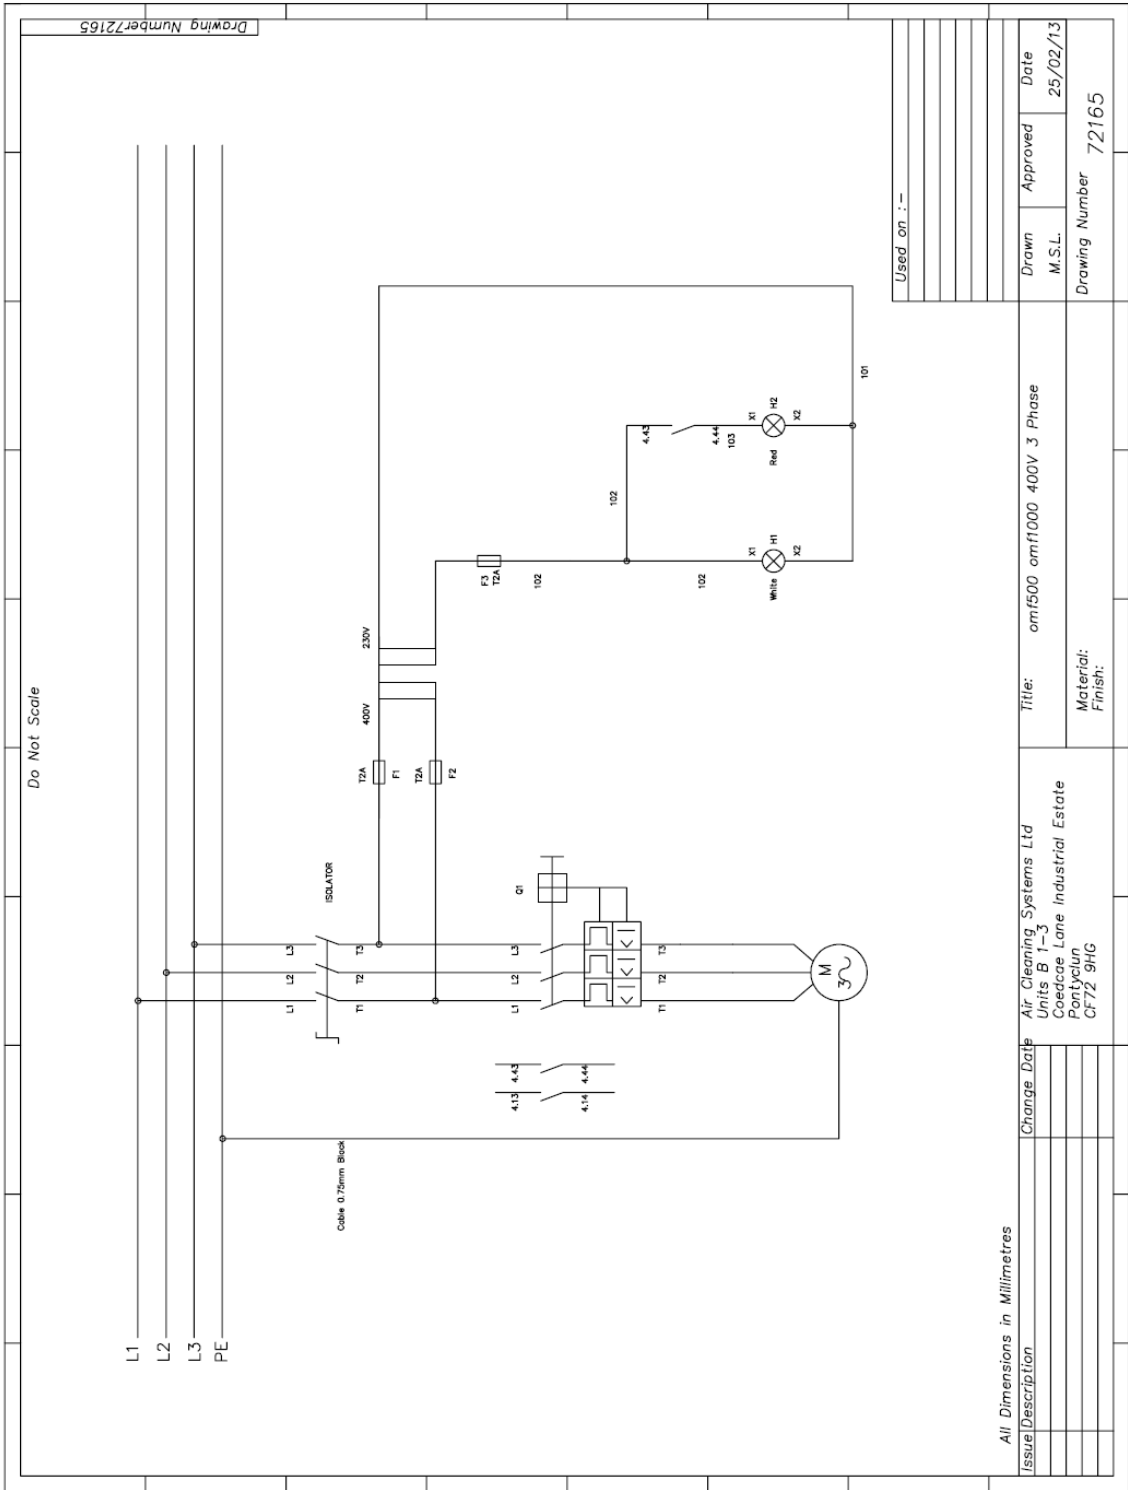 Drawing Number72165
Do Not Scale
L1
L2
L3
PE
Cable 0.75mm Black
ISOLATOR
L1
L2
L3
T1
T2
T3
T2A
F1
T2A
F2
400V
230V
F3
T2A
102
102
102
4.43
4.44
103
X1
H1
X2
White
X1
H2
X2
Red
101
4.13
4.14
4.43
4.44
Q1
L1
L2
L3
T1
T2
T3
M
3
All Dimensions in Millimetres
Used on :-
Issue Description Change Date
Air Cleaning Systems Ltd
Units B 1-3
Coedcae Lane Industrial Estate
Pontyclun
CF72 9HG
Title: omf500 omf1000 400V 3 Phase
Material:
Finish:
Drawn Approved Date
M.S.L. 25/02/13
Drawing Number 72165